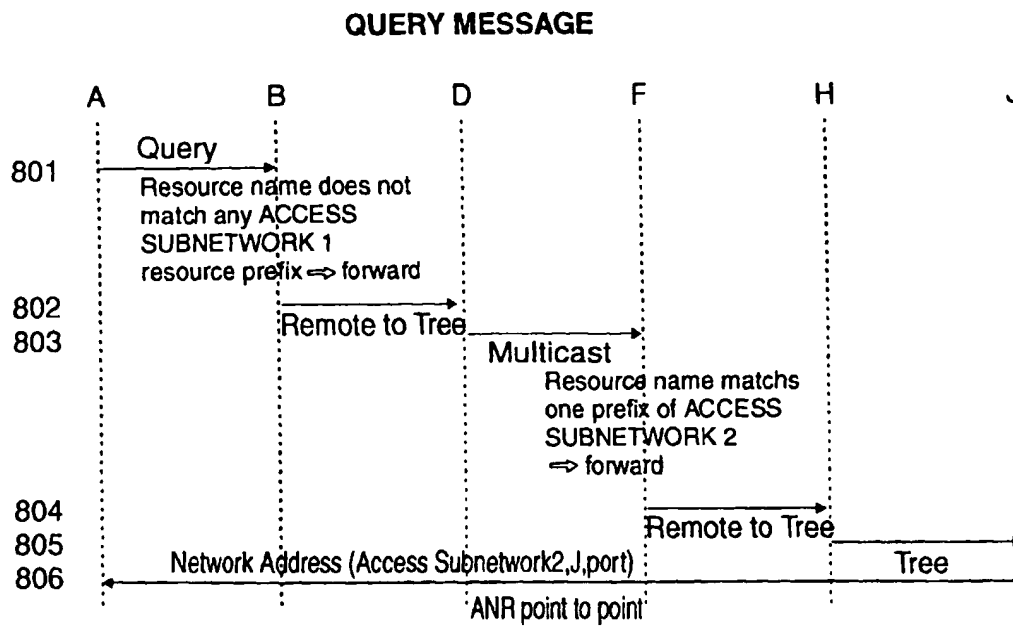 QUERY MESSAGE
A B D F H J
801 Query
Resource name does not
match any ACCESS
SUBNETWORK 1
resource prefix ⇨ forward
802 Remote to Tree
803 Multicast
Resource name matchs
one prefix of ACCESS
SUBNETWORK 2
⇨ forward
804 Remote to Tree
805 Tree
806 Network Address (Access Subnetwork2,J,port)
ANR point to point